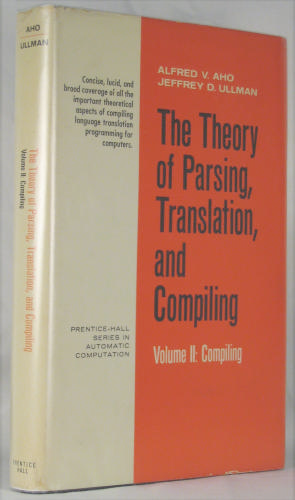 AHO
ULLMAN
The Theory of Parsing, Translation, and Compiling
Volume II: Compiling
PRENTICE
HALL
Concise, lucid, and
broad coverage of all the
important theoretical
aspects of compiling
language translation
programming for
computers.
PRENTICE-HALL
SERIES IN
AUTOMATIC
COMPUTATION
ALFRED V. AHO
JEFFREY D. ULLMAN
The Theory
of Parsing,
Translation,
and
Compiling
Volume II: Compiling